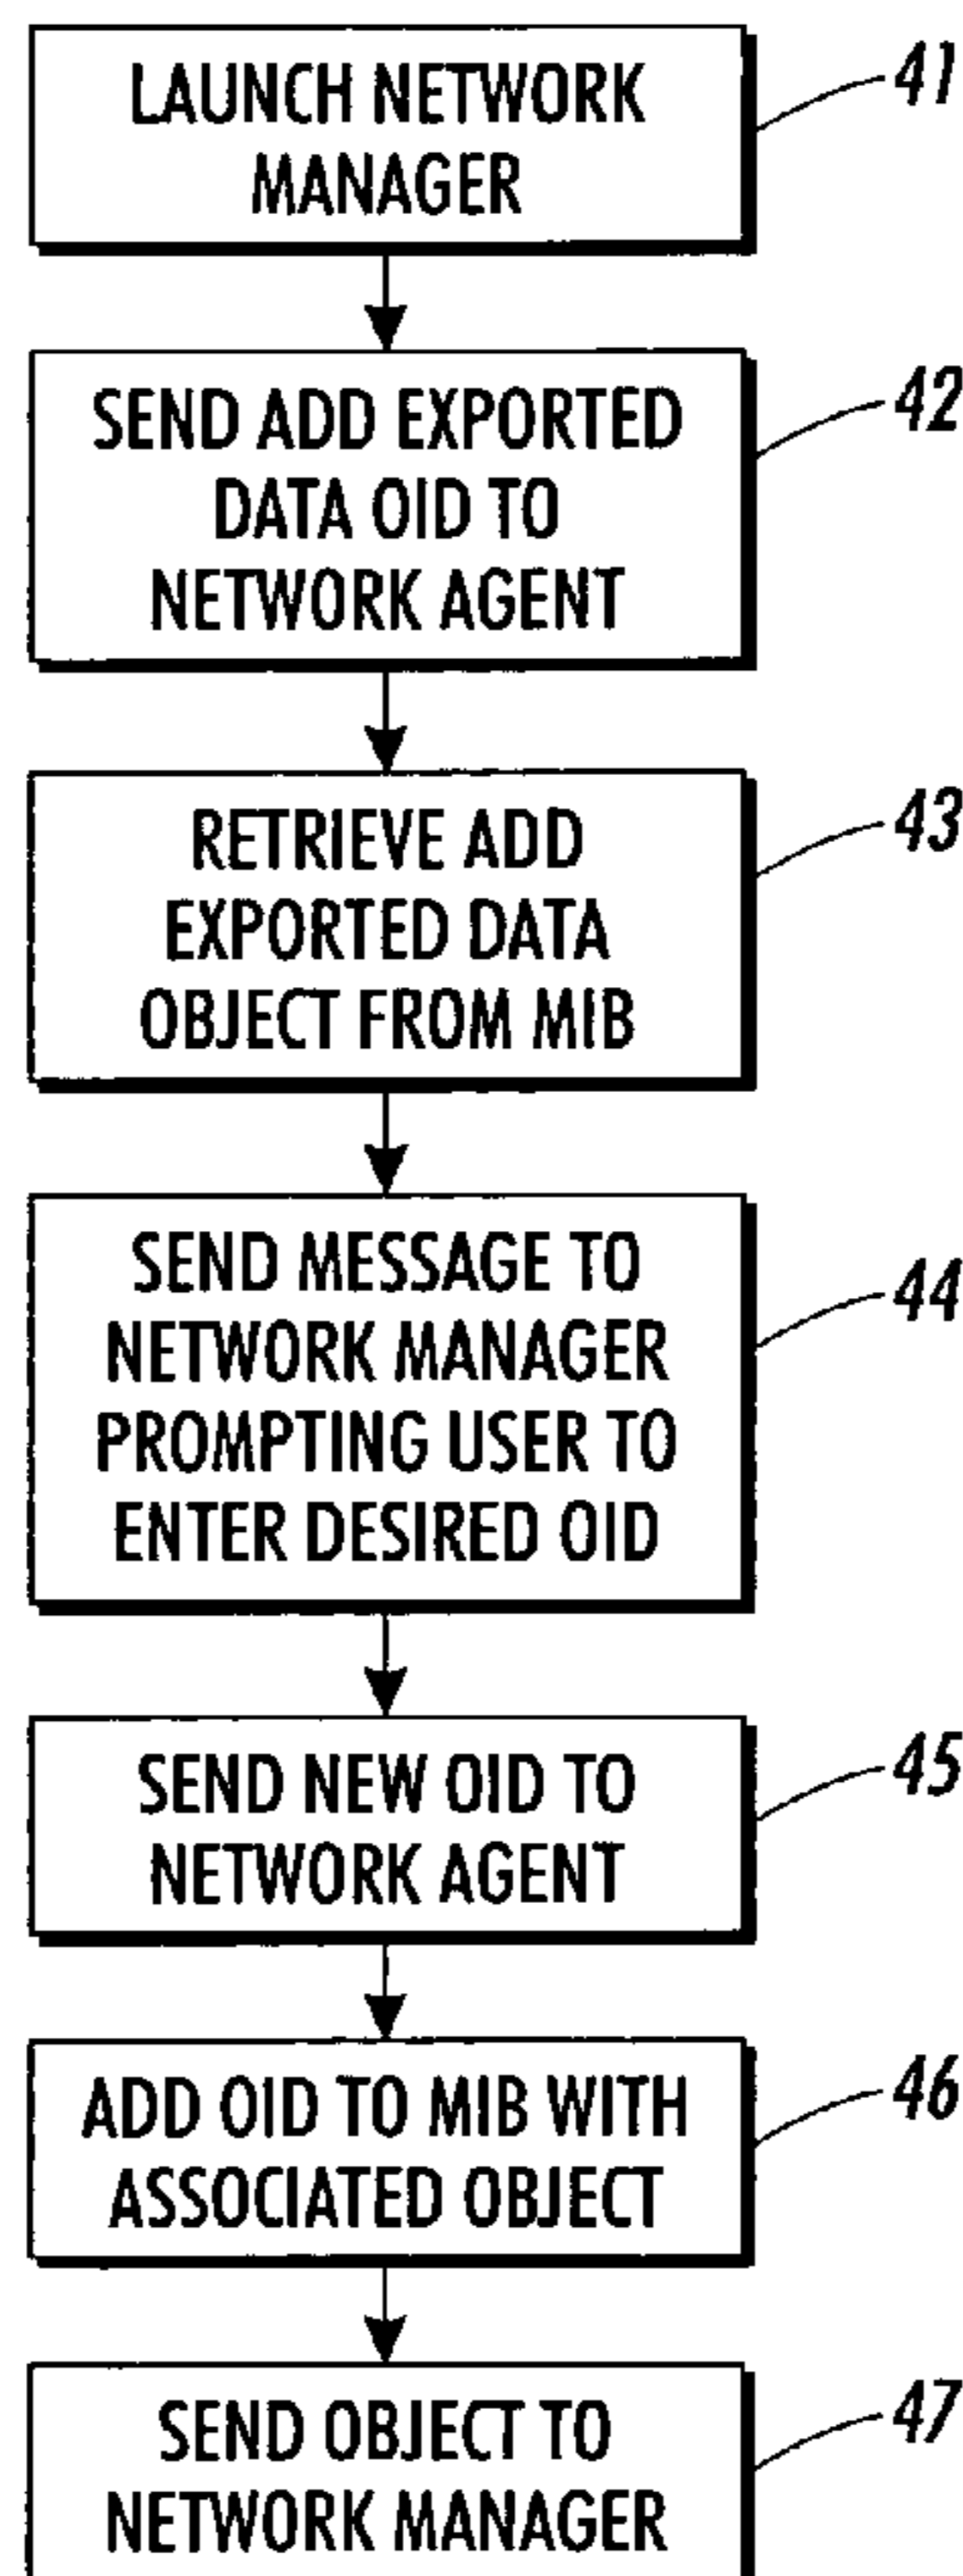 LAUNCH NETWORK
MANAGER
41
SEND ADD EXPORTED
DATA OID TO
NETWORK AGENT
42
RETRIEVE ADD
EXPORTED DATA
OBJECT FROM MIB
43
SEND MESSAGE TO
NETWORK MANAGER
PROMPTING USER TO
ENTER DESIRED OID
44
SEND NEW OID TO
NETWORK AGENT
45
ADD OID TO MIB WITH
ASSOCIATED OBJECT
46
SEND OBJECT TO
NETWORK MANAGER
47